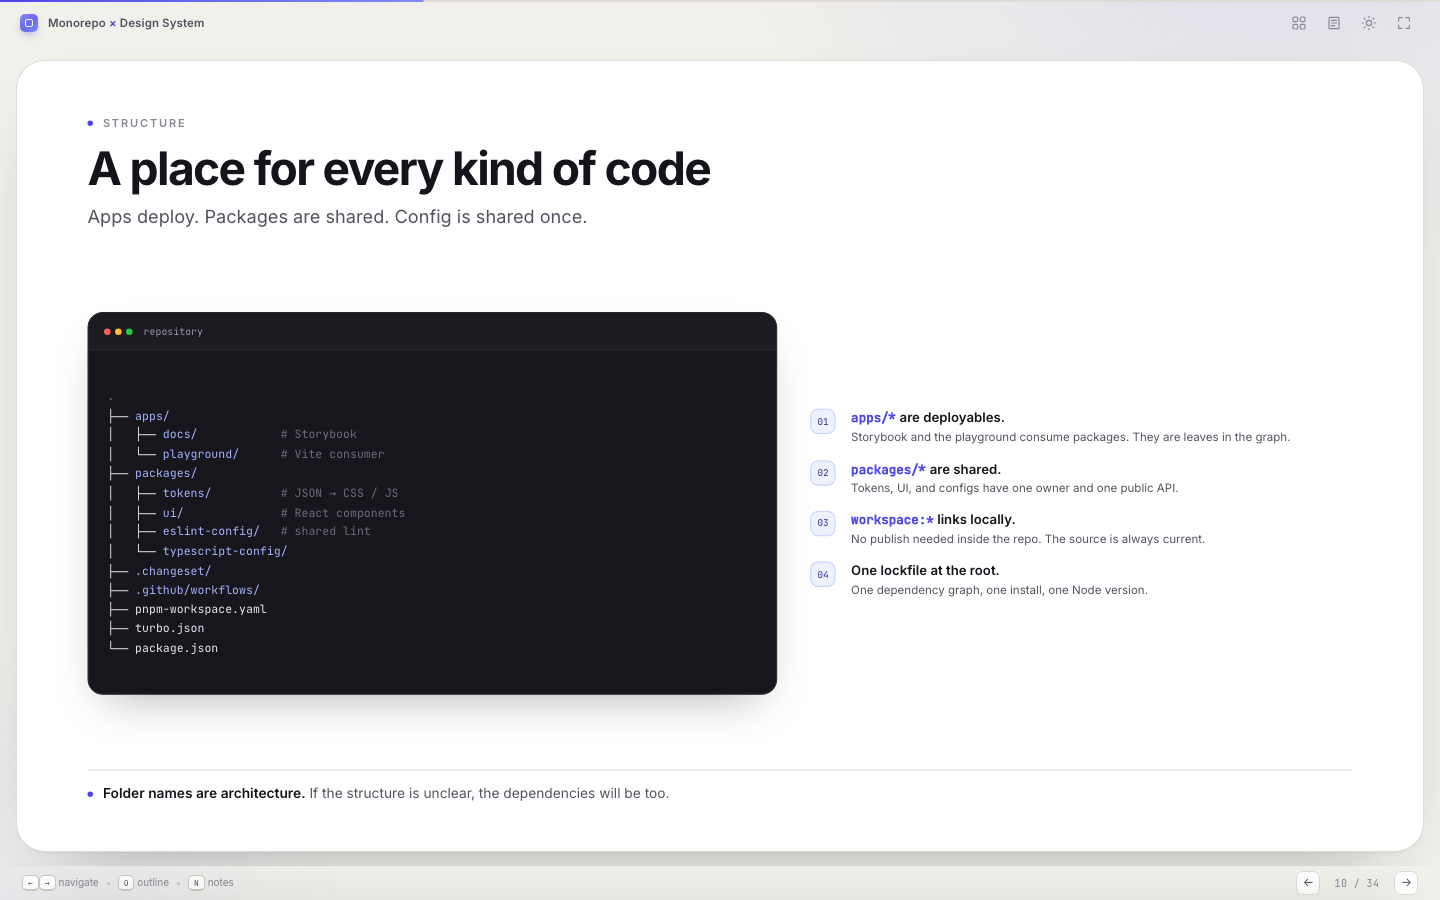 Monorepo × Design System
STRUCTURE
A place for every kind of code
Apps deploy. Packages are shared. Config is shared once.
repository
.
├── apps/
│   ├── docs/            # Storybook
│   └── playground/      # Vite consumer
├── packages/
│   ├── tokens/          # JSON → CSS / JS
│   ├── ui/              # React components
│   ├── eslint-config/   # shared lint
│   └── typescript-config/
├── .changeset/
├── .github/workflows/
├── pnpm-workspace.yaml
├── turbo.json
└── package.json
01 apps/* are deployables.
Storybook and the playground consume packages. They are leaves in the graph.
02 packages/* are shared.
Tokens, UI, and configs have one owner and one public API.
03 workspace:* links locally.
No publish needed inside the repo. The source is always current.
04 One lockfile at the root.
One dependency graph, one install, one Node version.
Folder names are architecture. If the structure is unclear, the dependencies will be too.
← → navigate • O outline • N notes
← 10 / 34 →